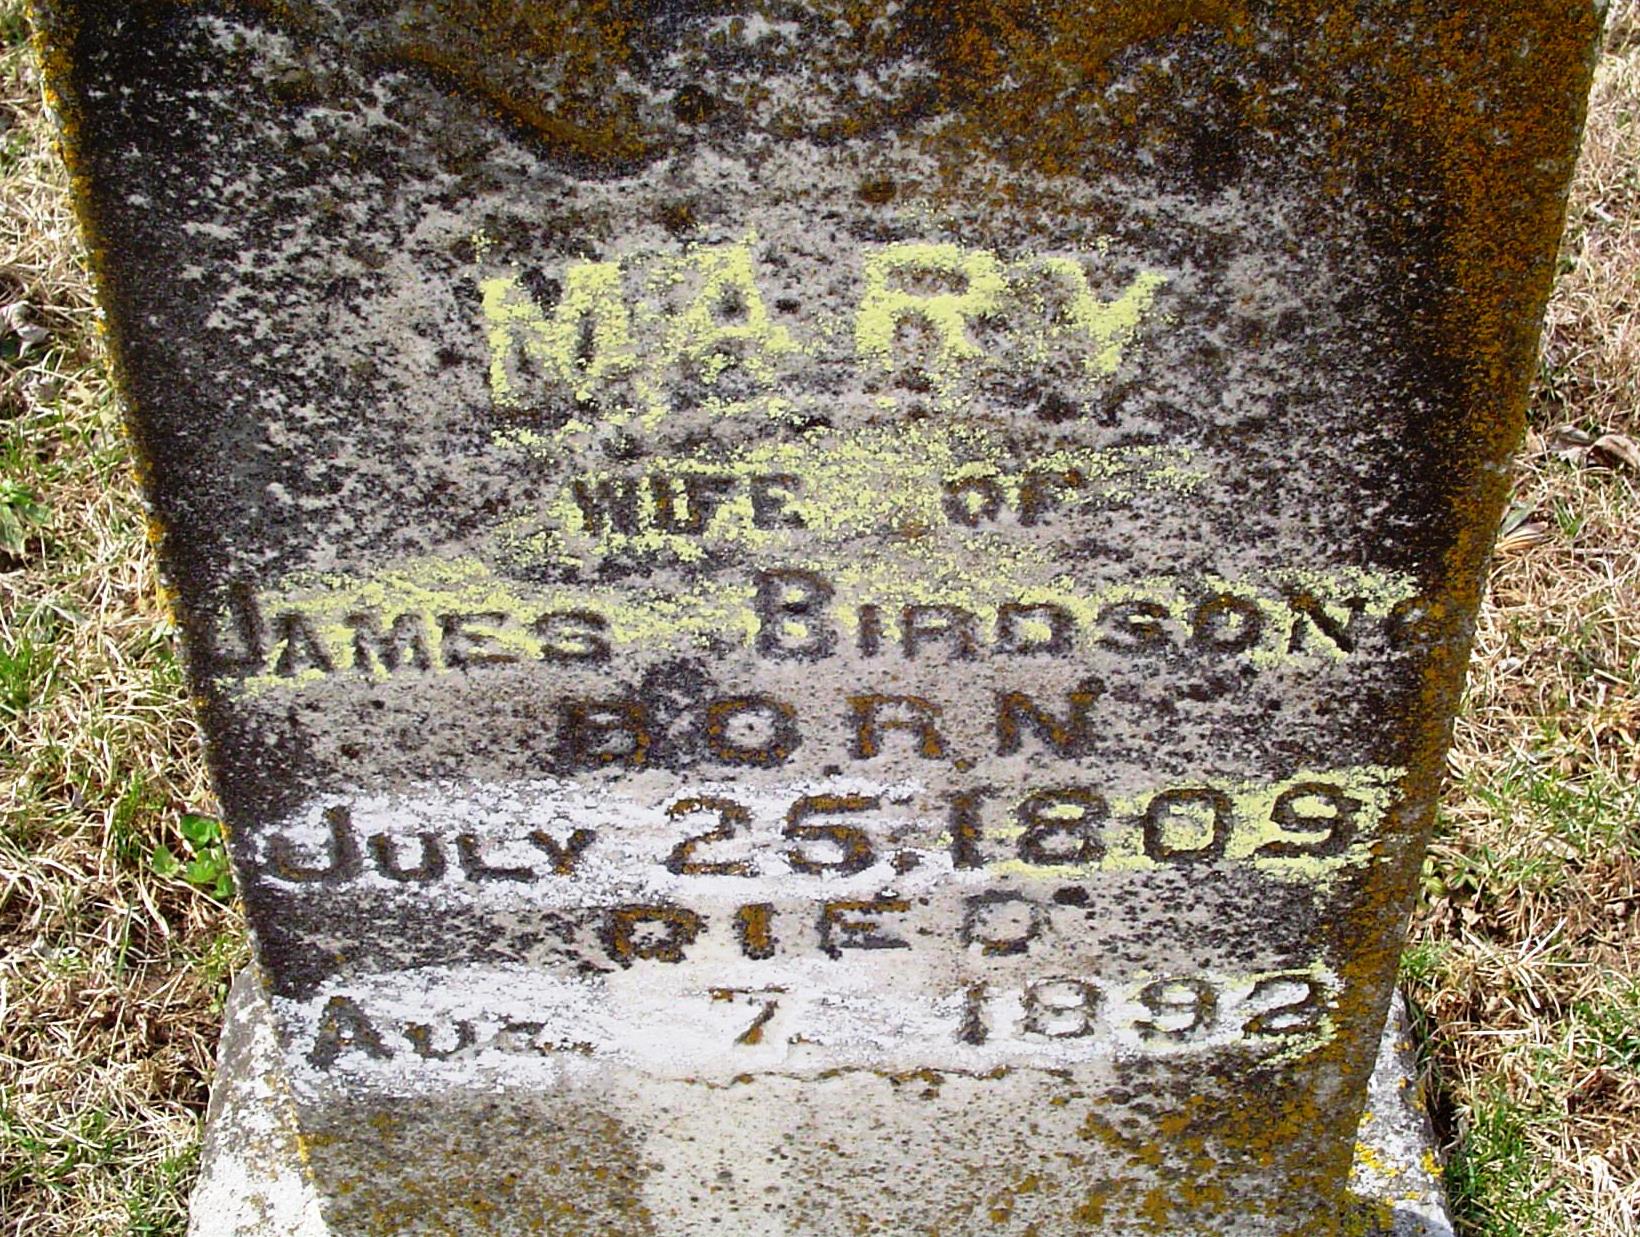 MARY
WIFE OF
JAMES BIRDSONG
BORN
JULY 25, 1809
DIED
AUG. 7, 1892